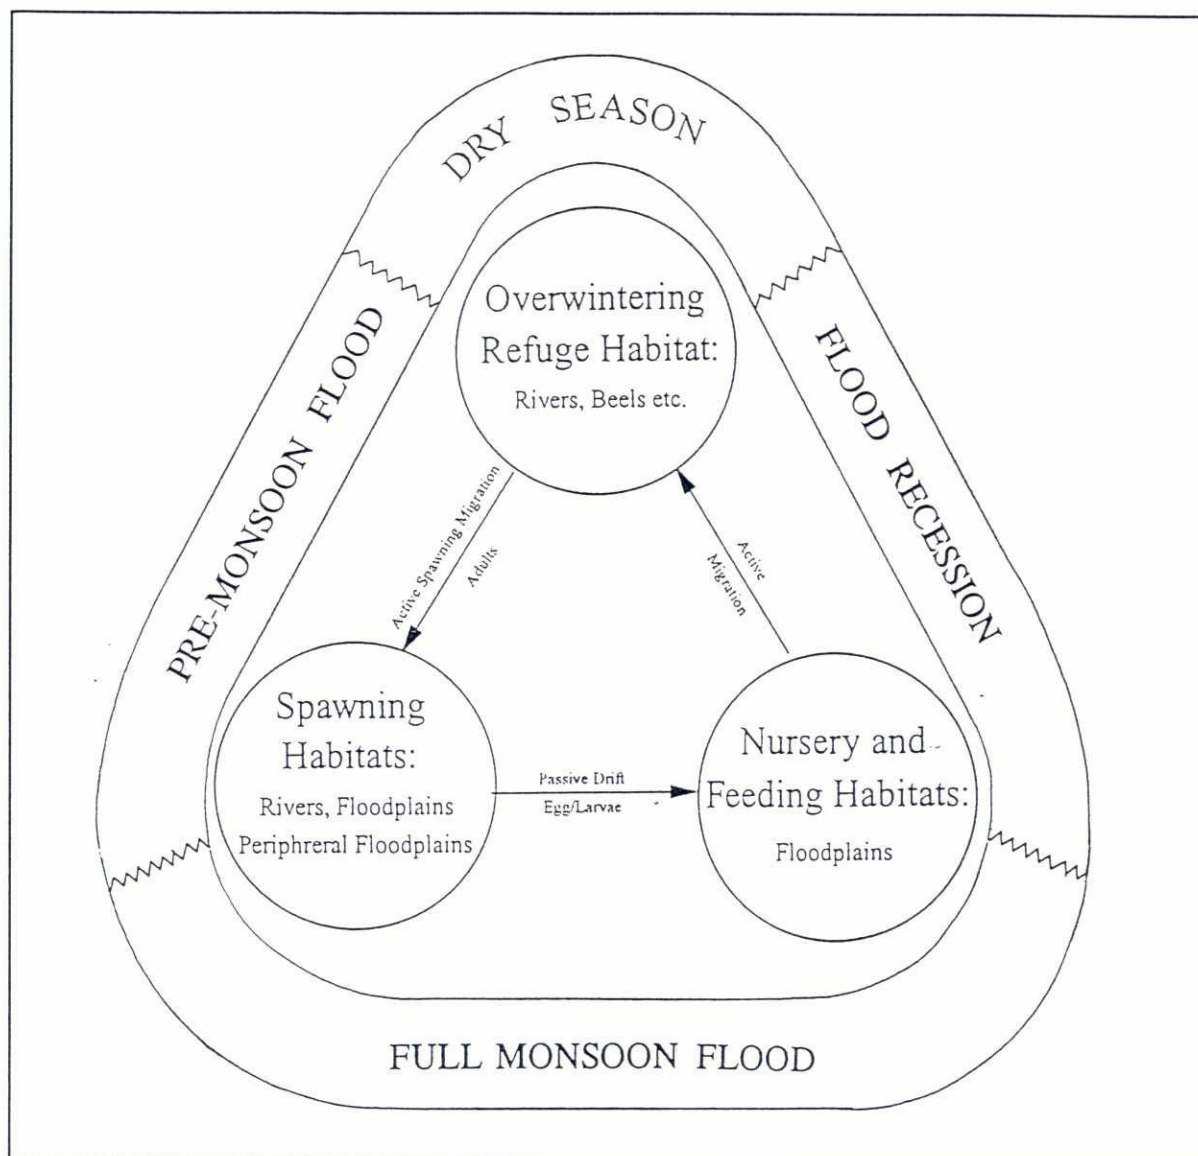 DRY SEASON
PRE-MONSOON FLOOD
FLOOD RECESSION
Overwintering
Refuge Habitat:
Rivers, Beels etc.
Active Spawning Migration
Adults
Active
Migration
Spawning
Habitats:
Rivers, Floodplains
Periphreral Floodplains
Passive Drift
Egg/Larvae
Nursery and
Feeding Habitats:
Floodplains
FULL MONSOON FLOOD